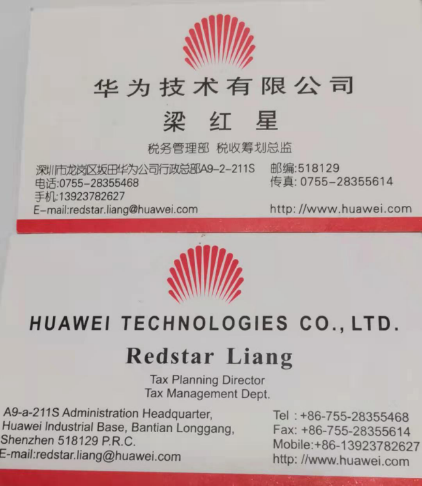 华为技术有限公司
梁 红 星
税务管理部 税收筹划总监
深圳市龙岗区坂田华为公司行政总部A9-2-211S 邮编:518129
电话:0755-28355468 传真: 0755-28355614
手机:13923782627
E-mail:redstar.liang@huawei.com http://www.huawei.com
HUAWEI TECHNOLOGIES CO., LTD.
Redstar Liang
Tax Planning Director
Tax Management Dept.
A9-a-211S Administration Headquarter, Tel : +86-755-28355468
Huawei Industrial Base, Bantian Longgang, Fax: +86-755-28355614
Shenzhen 518129 P.R.C. Mobile:+86-13923782627
E-mail:redstar.liang@huawei.com http://www.huawei.com